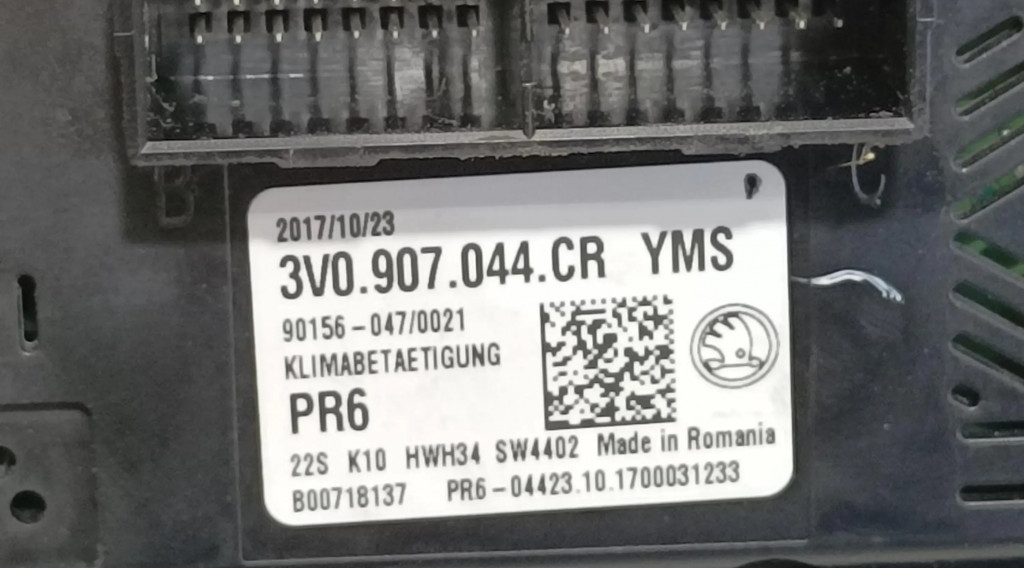 B
2017/10/23
3V0.907.044.CR YMS
90156-047/0021
KLIMABETAETIGUNG
PR6
22S K10 HWH34 SW4402 Made in Romania
B00718137 PR6-04423.10.1700031233